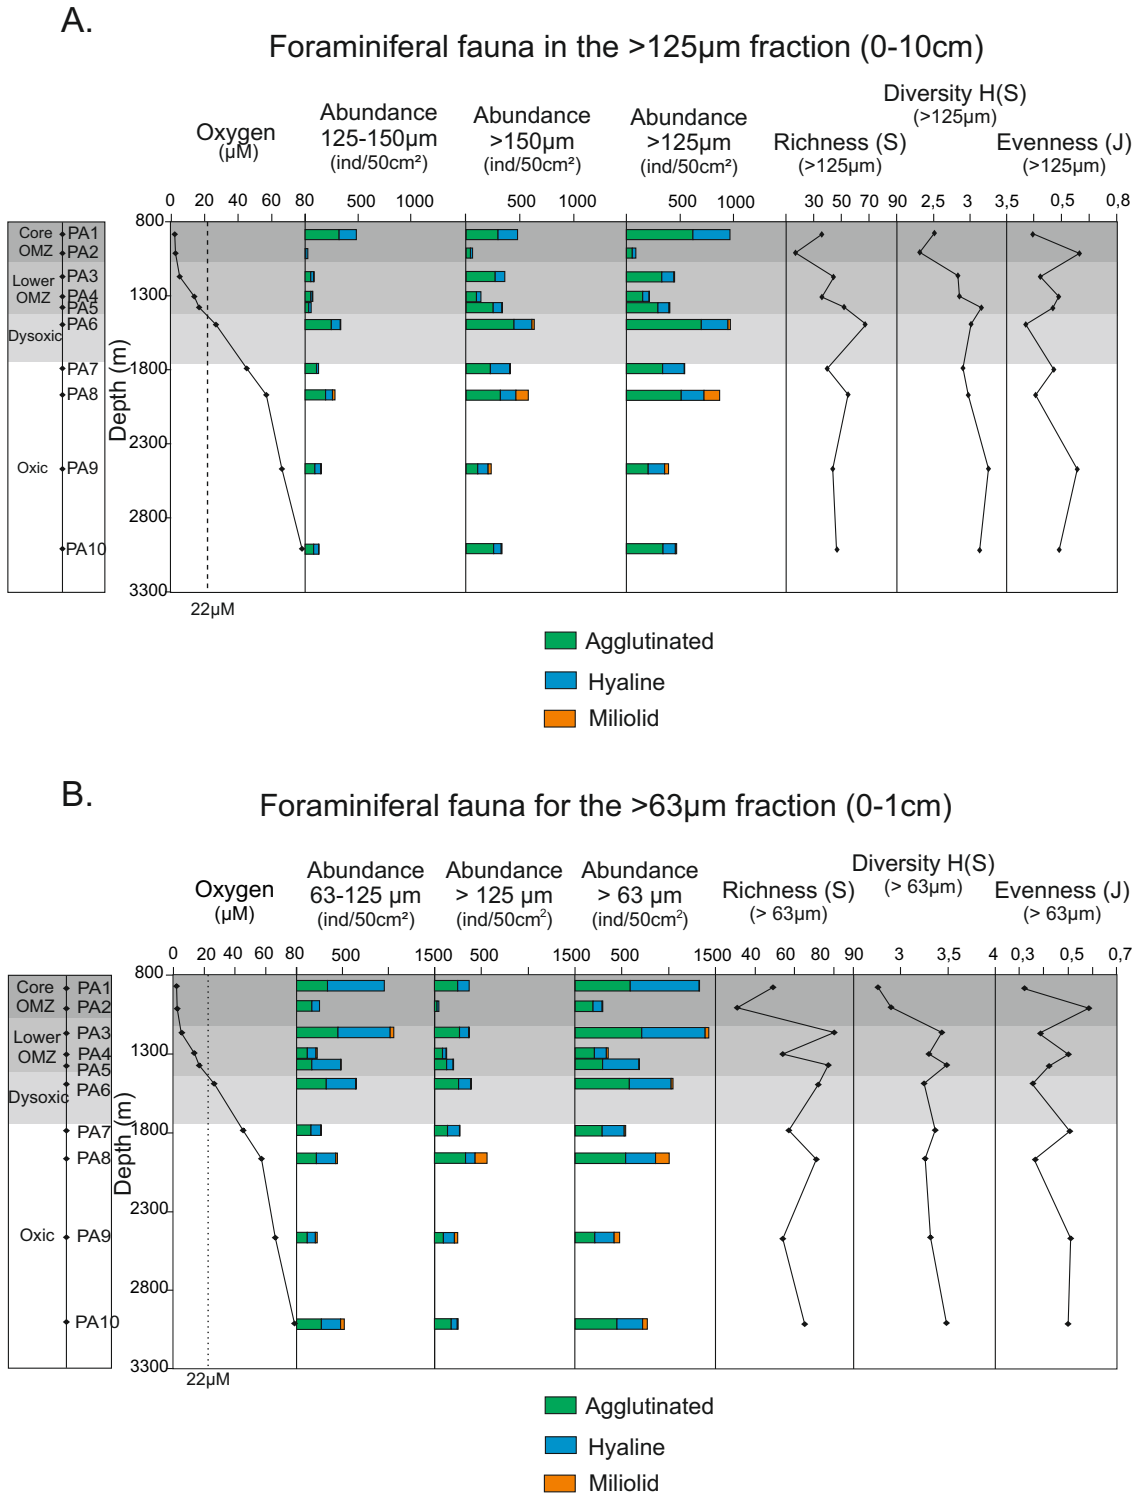 A.
Foraminiferal fauna in the >125µm fraction (0-10cm)
Oxygen
(µM)
Abundance
125-150µm
(ind/50cm²)
Abundance
>150µm
(ind/50cm²)
Abundance
>125µm
(ind/50cm²)
Richness (S)
(>125µm)
Diversity H(S)
(>125µm)
Evenness (J)
(>125µm)
0 20 40 60 80 500 1000 500 1000 500 1000 30 50 70 90 2,5 3 3,5 0,5 0,8
800
1300
1800
2300
2800
3300
Depth (m)
Core
OMZ
Lower
OMZ
Dysoxic
Oxic
PA1
PA2
PA3
PA4
PA5
PA6
PA7
PA8
PA9
PA10
22µM
Agglutinated
Hyaline
Miliolid
B.
Foraminiferal fauna for the >63µm fraction (0-1cm)
Oxygen
(µM)
Abundance
63-125 µm
(ind/50cm²)
Abundance
> 125 µm
(ind/50cm²)
Abundance
> 63 µm
(ind/50cm²)
Richness (S)
(> 63µm)
Diversity H(S)
(> 63µm)
Evenness (J)
(> 63µm)
0 20 40 60 80 500 1500 500 1500 500 1500 40 60 80 90 3 3,5 4 0,3 0,5 0,7
800
1300
1800
2300
2800
3300
Depth (m)
Core
OMZ
Lower
OMZ
Dysoxic
Oxic
PA1
PA2
PA3
PA4
PA5
PA6
PA7
PA8
PA9
PA10
22µM
Agglutinated
Hyaline
Miliolid